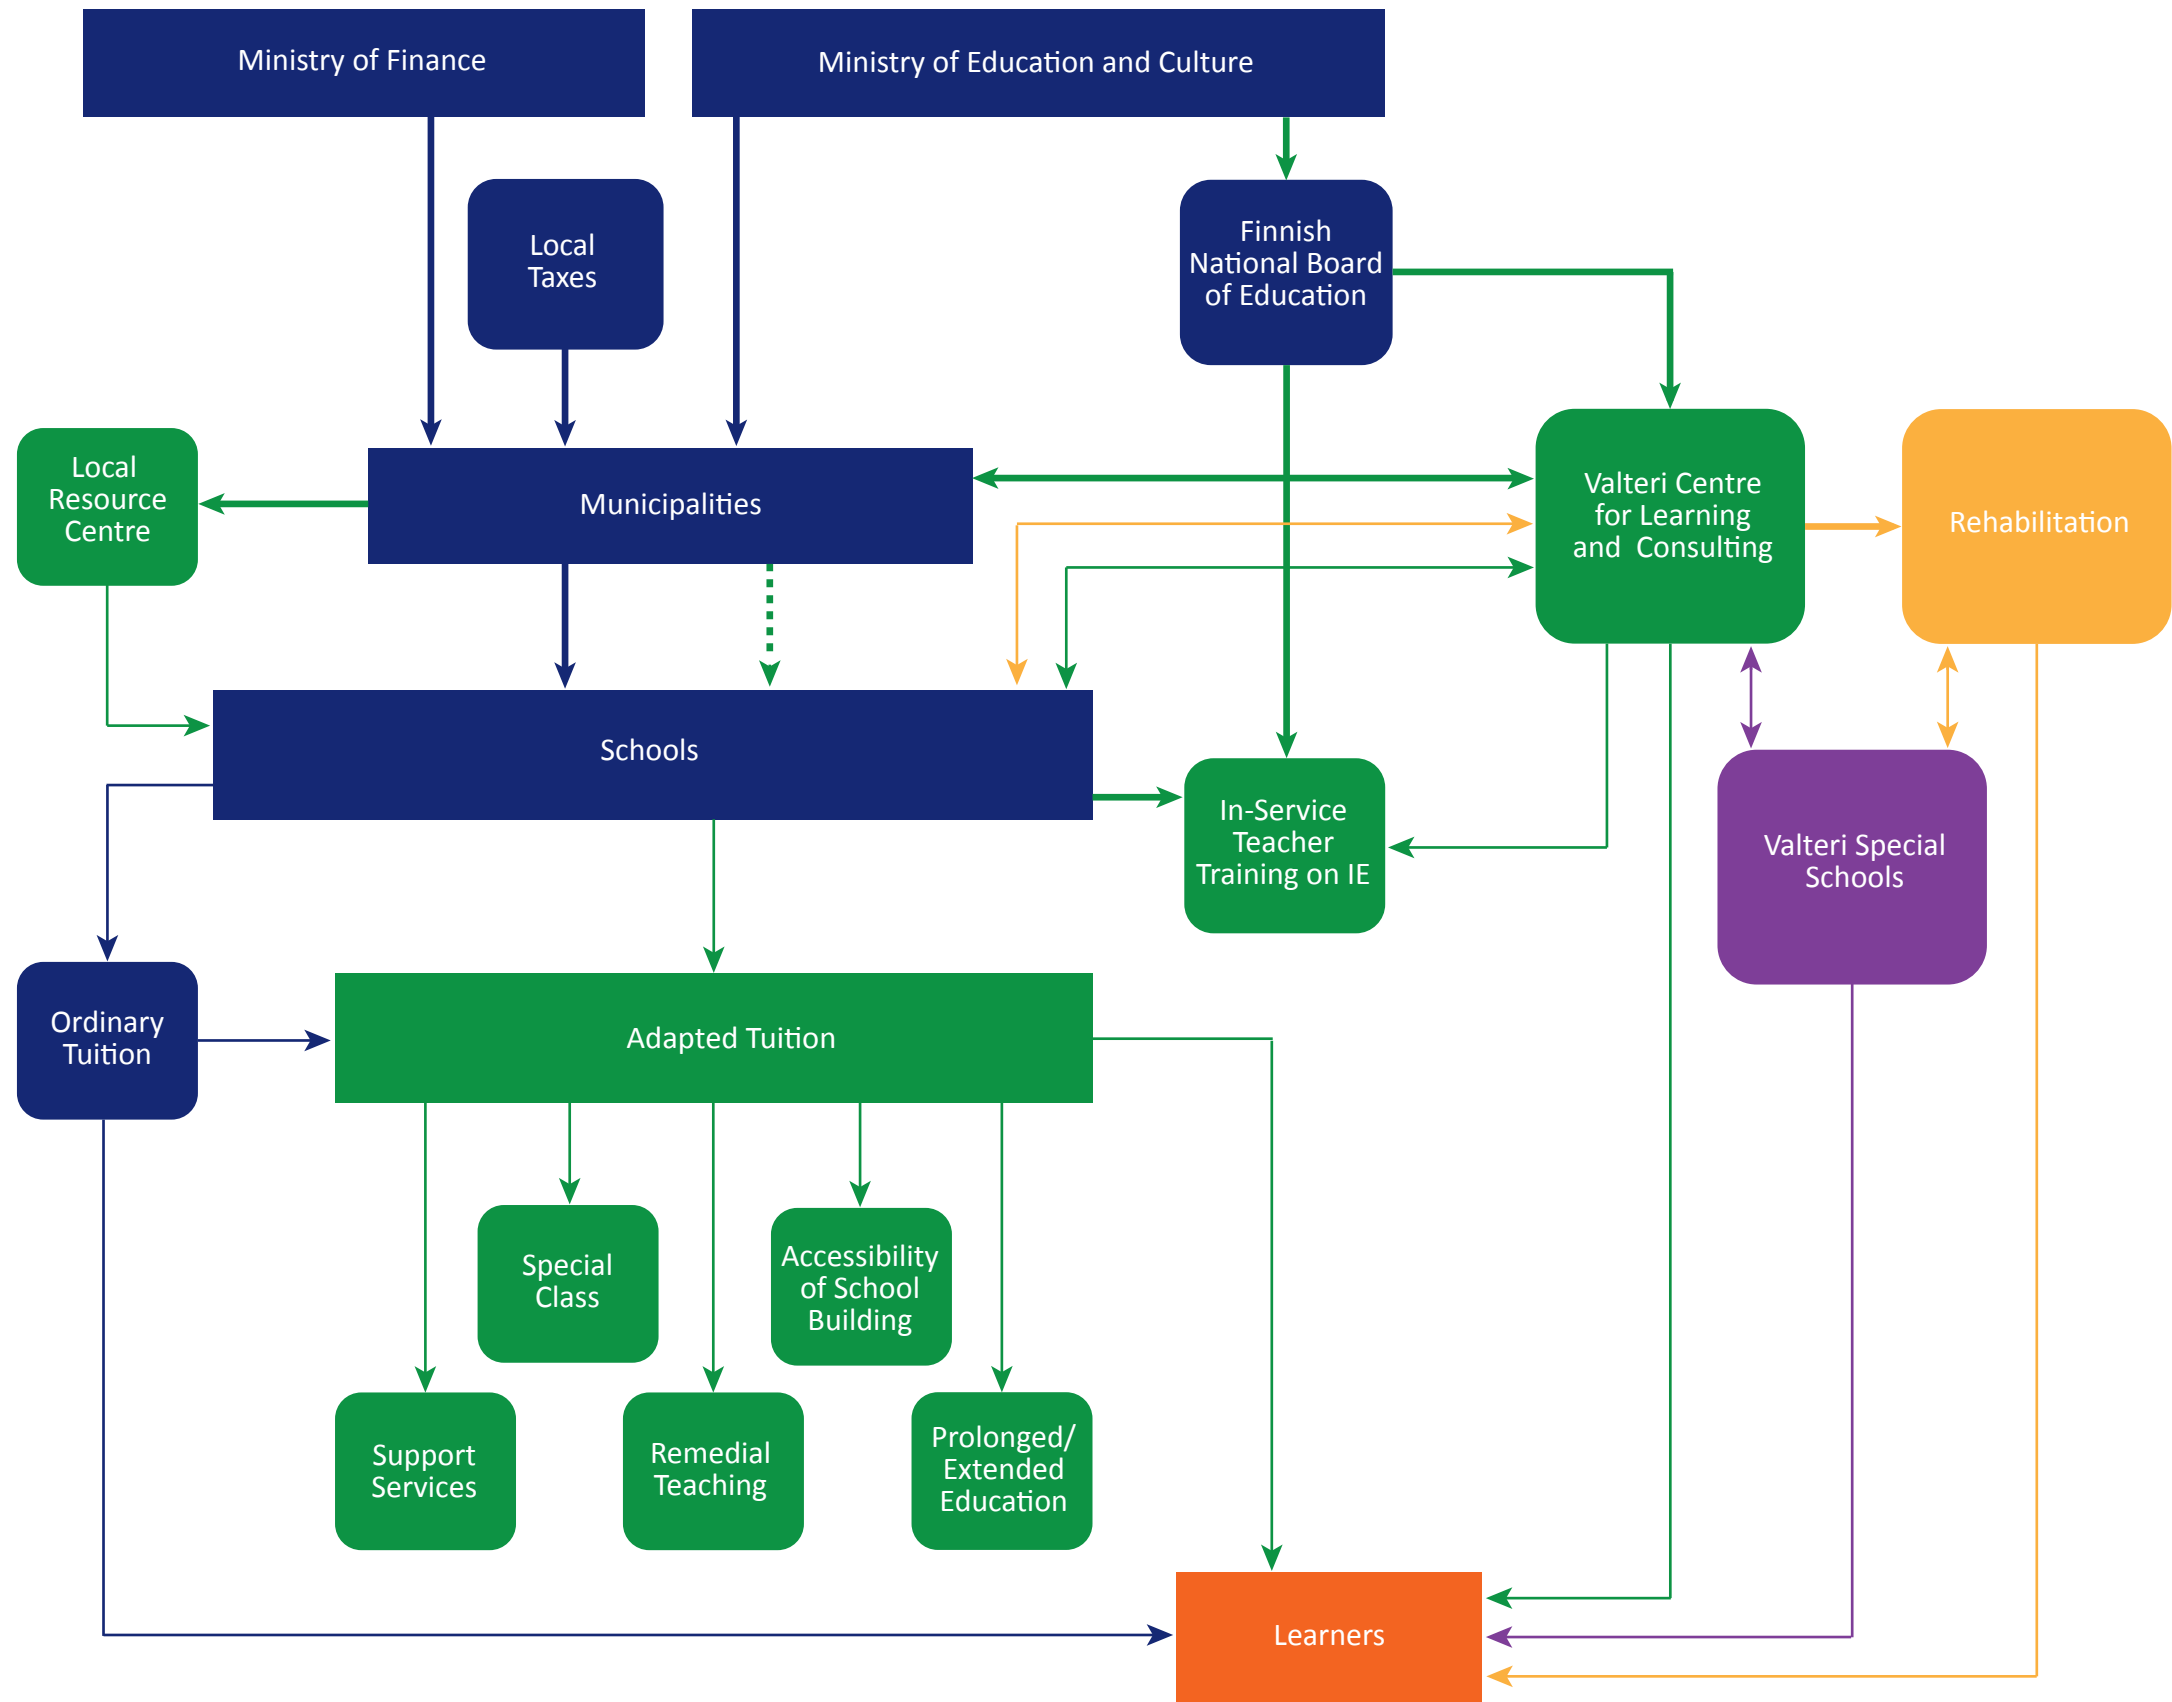 Ministry of Finance
Ministry of Education and Culture
Local
Taxes
Finnish
National Board
of Education
Local
Resource
Centre
Municipalities
Valteri Centre
for Learning
and Consulting
Rehabilitation
Schools
In-Service
Teacher
Training on IE
Valteri Special
Schools
Ordinary
Tuition
Adapted Tuition
Special
Class
Accessibility
of School
Building
Support
Services
Remedial
Teaching
Prolonged/
Extended
Education
Learners